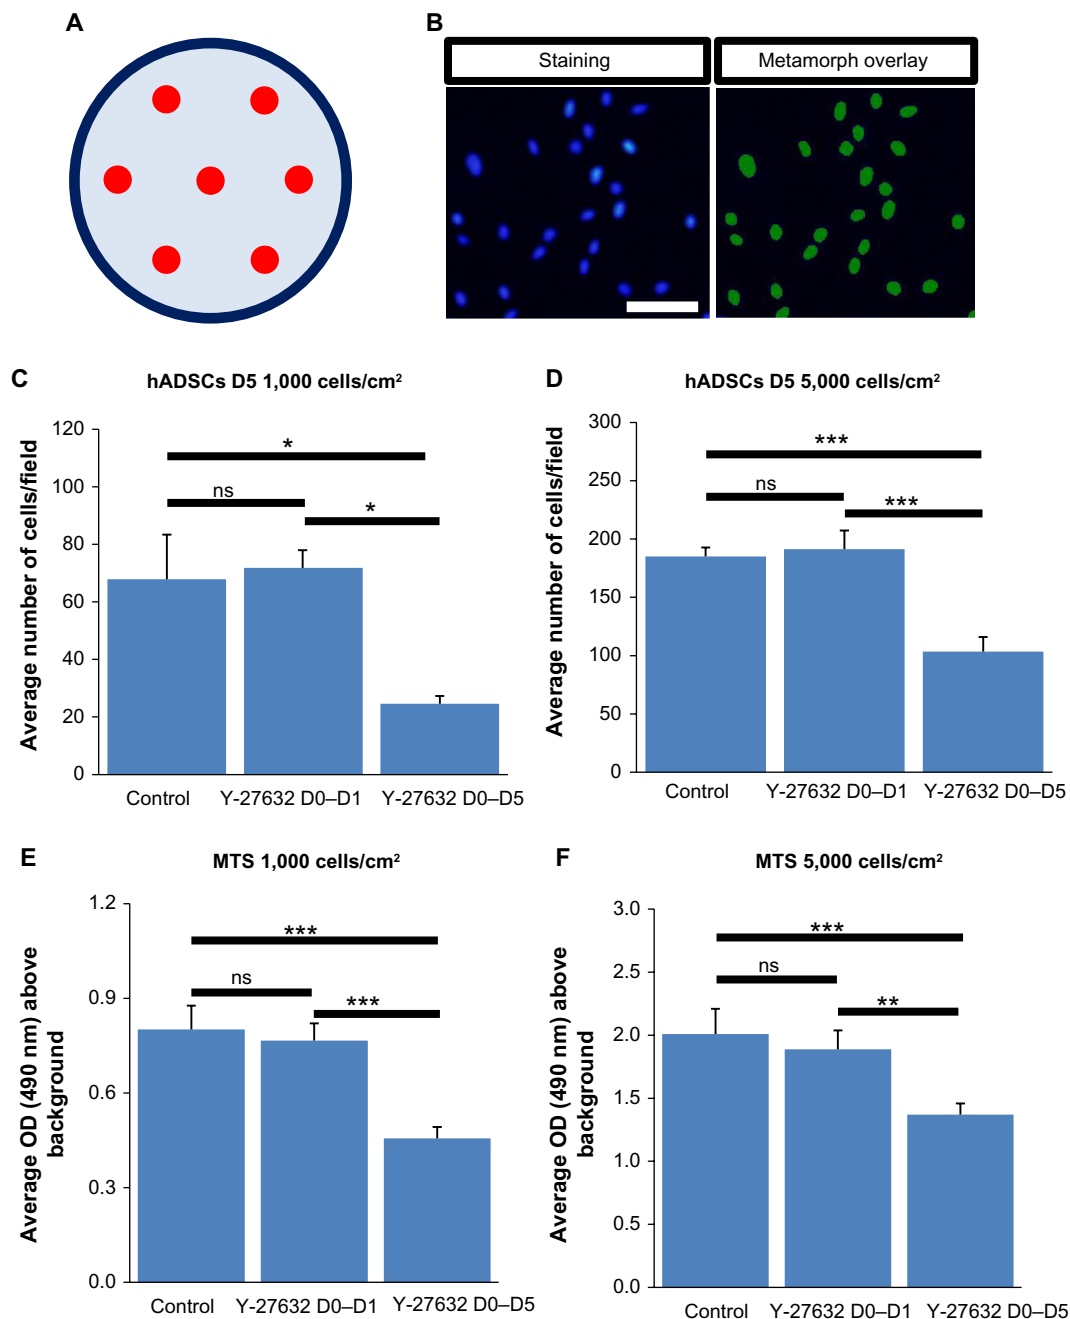 A
B
Staining
Metamorph overlay
C
hADSCs D5 1,000 cells/cm²
Average number of cells/field
120
100
80
60
40
20
0
*
ns
*
Control
Y-27632 D0–D1
Y-27632 D0–D5
D
hADSCs D5 5,000 cells/cm²
Average number of cells/field
300
250
200
150
100
50
0
***
ns
***
Control
Y-27632 D0–D1
Y-27632 D0–D5
E
MTS 1,000 cells/cm²
Average OD (490 nm) above
background
1.2
0.9
0.6
0.3
0.0
***
ns
***
Control
Y-27632 D0–D1
Y-27632 D0–D5
F
MTS 5,000 cells/cm²
Average OD (490 nm) above
background
3.0
2.5
2.0
1.5
1.0
0.5
0.0
***
ns
**
Control
Y-27632 D0–D1
Y-27632 D0–D5